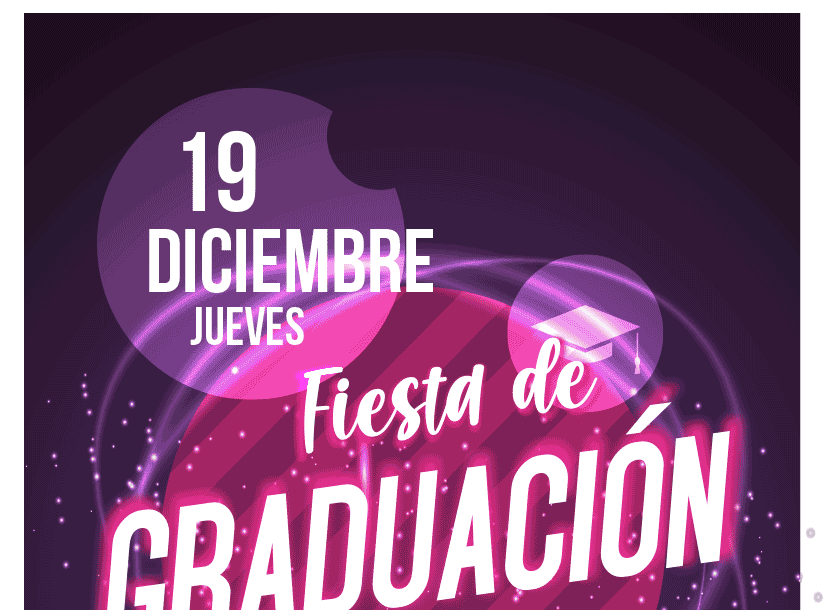 19
DICIEMBRE
JUEVES
Fiesta de
GRADUACIÓN